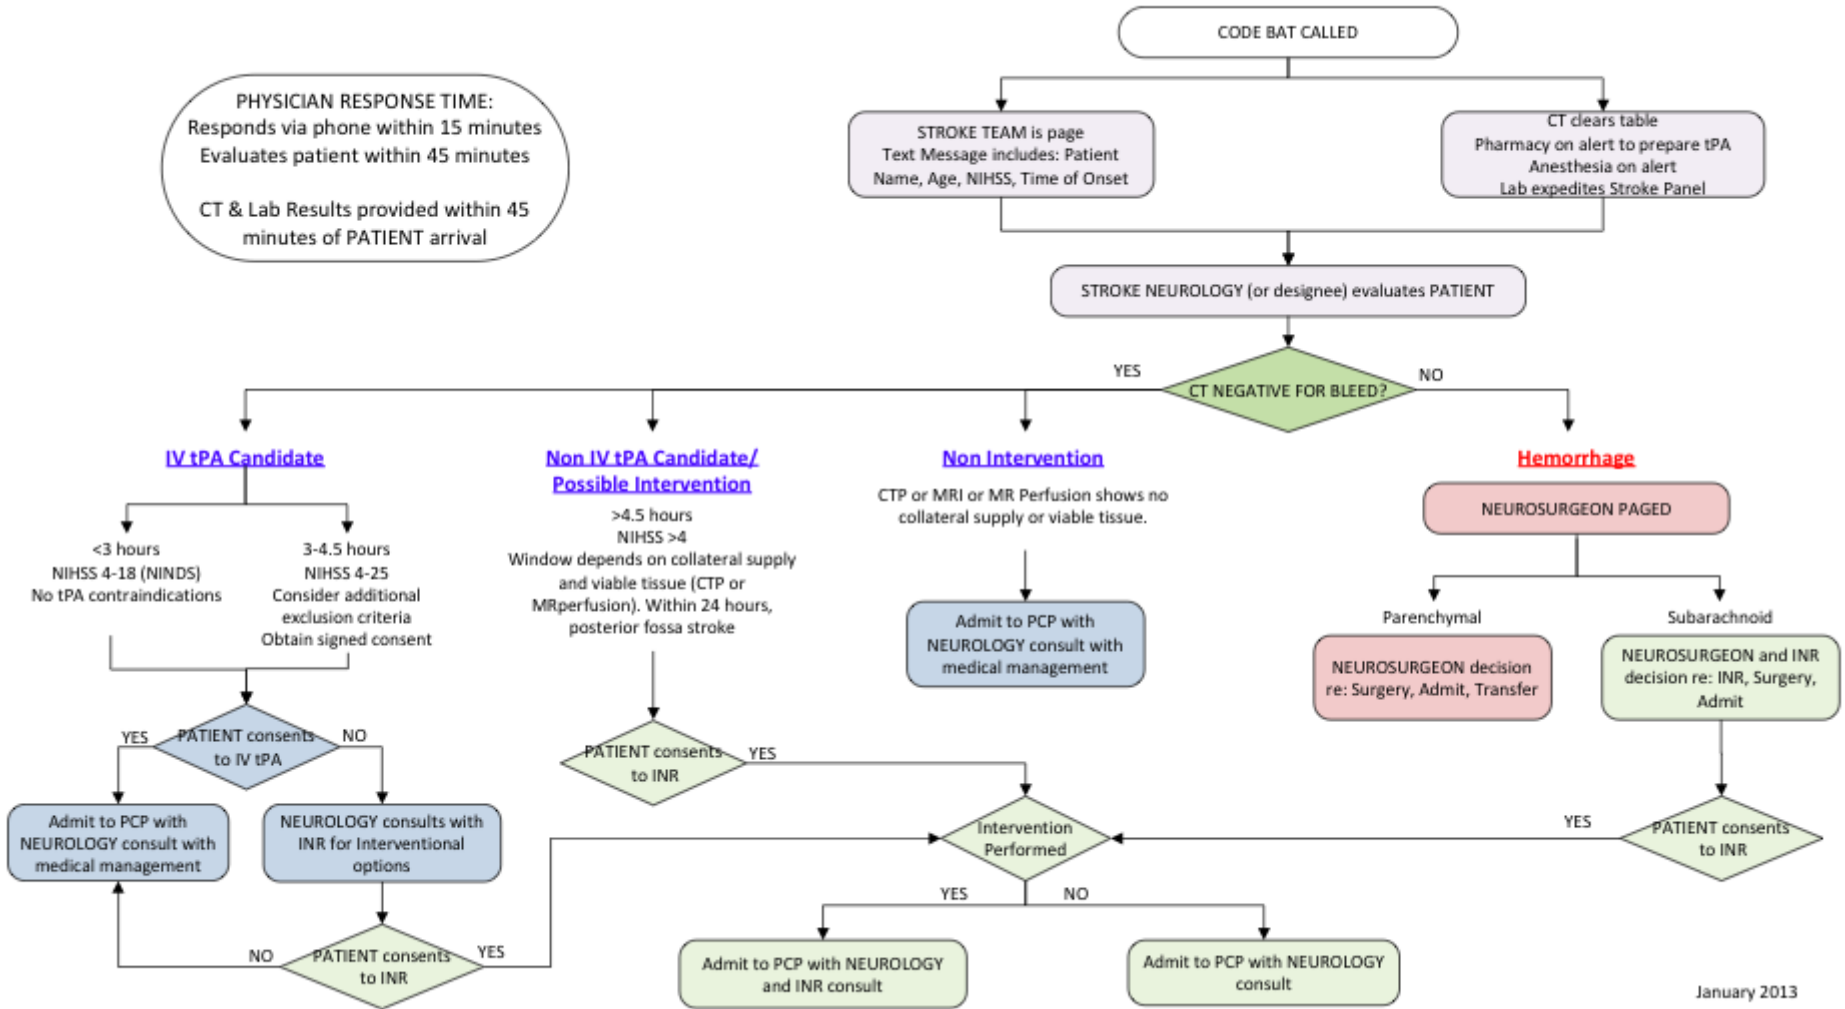 CODE BAT CALLED
PHYSICIAN RESPONSE TIME:
Responds via phone within 15 minutes
Evaluates patient within 45 minutes
CT & Lab Results provided within 45
minutes of PATIENT arrival
STROKE TEAM is page
Text Message includes: Patient
Name, Age, NIHSS, Time of Onset
CT clears table
Pharmacy on alert to prepare tPA
Anesthesia on alert
Lab expedites Stroke Panel
STROKE NEUROLOGY (or designee) evaluates PATIENT
CT NEGATIVE FOR BLEED?
YES
NO
IV tPA Candidate
<3 hours
NIHSS 4-18 (NINDS)
No tPA contraindications
3-4.5 hours
NIHSS 4-25
Consider additional
exclusion criteria
Obtain signed consent
PATIENT consents
to IV tPA
YES
NO
Admit to PCP with
NEUROLOGY consult with
medical management
NEUROLOGY consults with
INR for Interventional
options
PATIENT consents
to INR
NO
YES
Non IV tPA Candidate/
Possible Intervention
>4.5 hours
NIHSS >4
Window depends on collateral supply
and viable tissue (CTP or
MRperfusion). Within 24 hours,
posterior fossa stroke
PATIENT consents
to INR
YES
Non Intervention
CTP or MRI or MR Perfusion shows no
collateral supply or viable tissue.
Admit to PCP with
NEUROLOGY consult with
medical management
Intervention
Performed
YES
NO
Admit to PCP with NEUROLOGY
and INR consult
Admit to PCP with NEUROLOGY
consult
Hemorrhage
NEUROSURGEON PAGED
Parenchymal
NEUROSURGEON decision
re: Surgery, Admit, Transfer
Subarachnoid
NEUROSURGEON and INR
decision re: INR, Surgery,
Admit
PATIENT consents
to INR
YES
January 2013